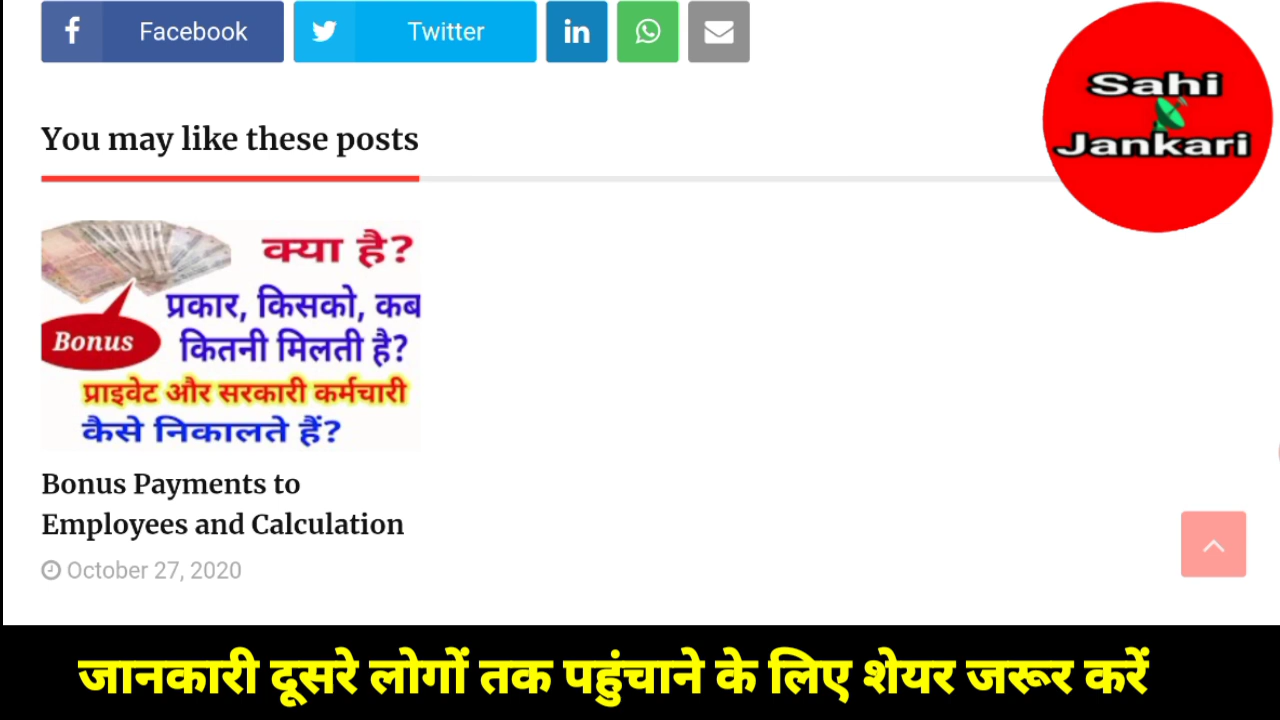 Facebook
Twitter
in
Sahi
Jankari
You may like these posts
क्या है?
प्रकार, किसको, कब
Bonus
कितनी मिलती है?
प्राइवेट और सरकारी कर्मचारी
कैसे निकालते हैं?
Bonus Payments to
Employees and Calculation
October 27, 2020
जानकारी दूसरे लोगों तक पहुंचाने के लिए शेयर जरूर करें